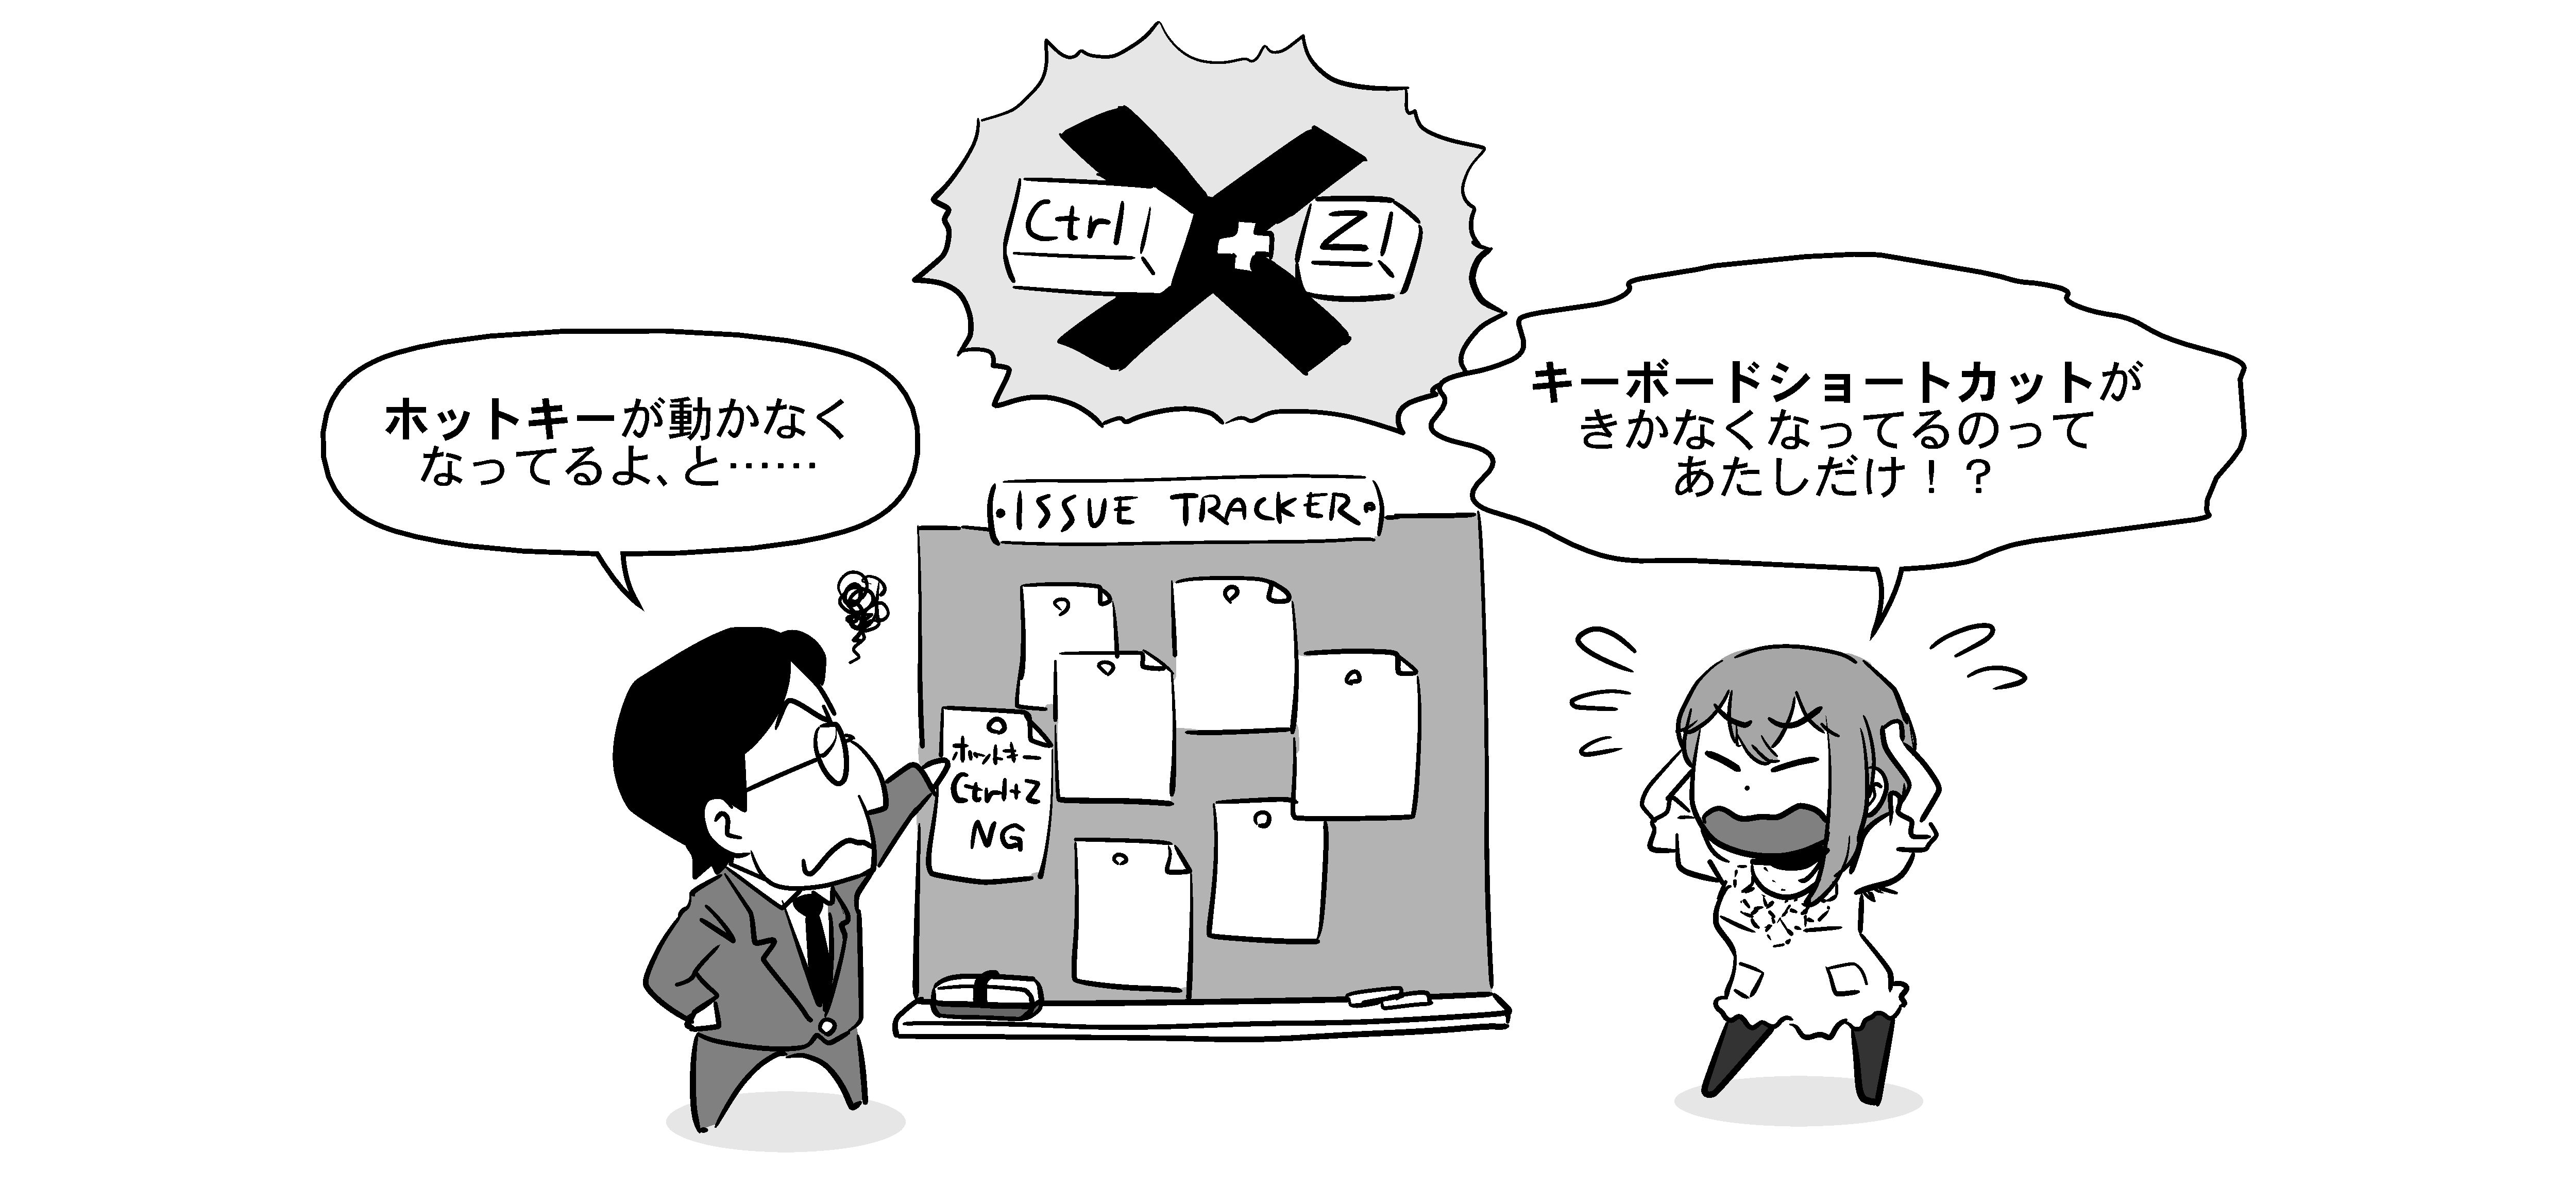 Ctrl + Z
ホットキーが動かなく
なってるよ、と……
キーボードショートカットが
きかなくなってるのって
あたしだけ！？
ISSUE TRACKER
ホットキー
Ctrl+Z
NG